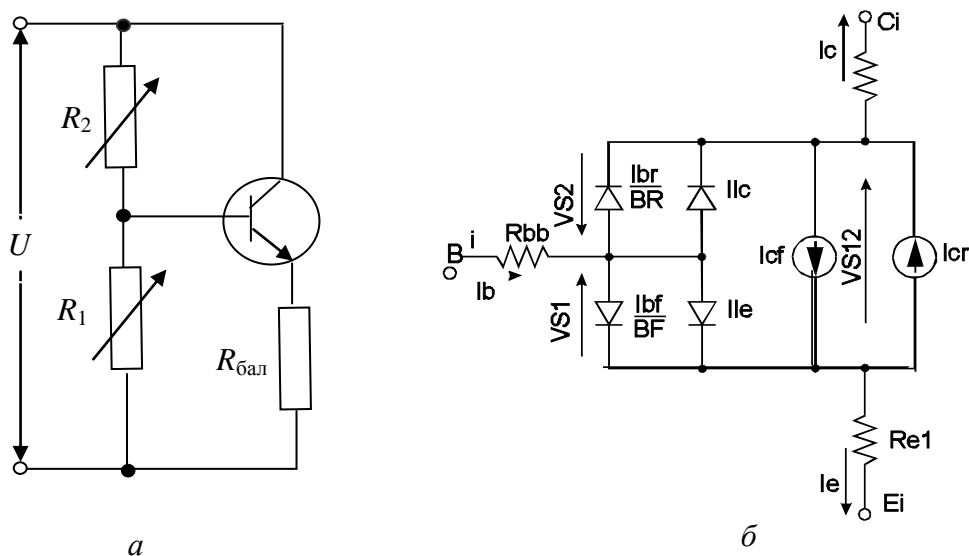 R2
U
R1
Rбал
а
Ci
Ic
VS2
Ibr
BR
IIc
B
i
Rbb
Ib
Icf
VS12
Icr
VS1
Ibf
BF
IIe
Re1
Ie
Ei
б